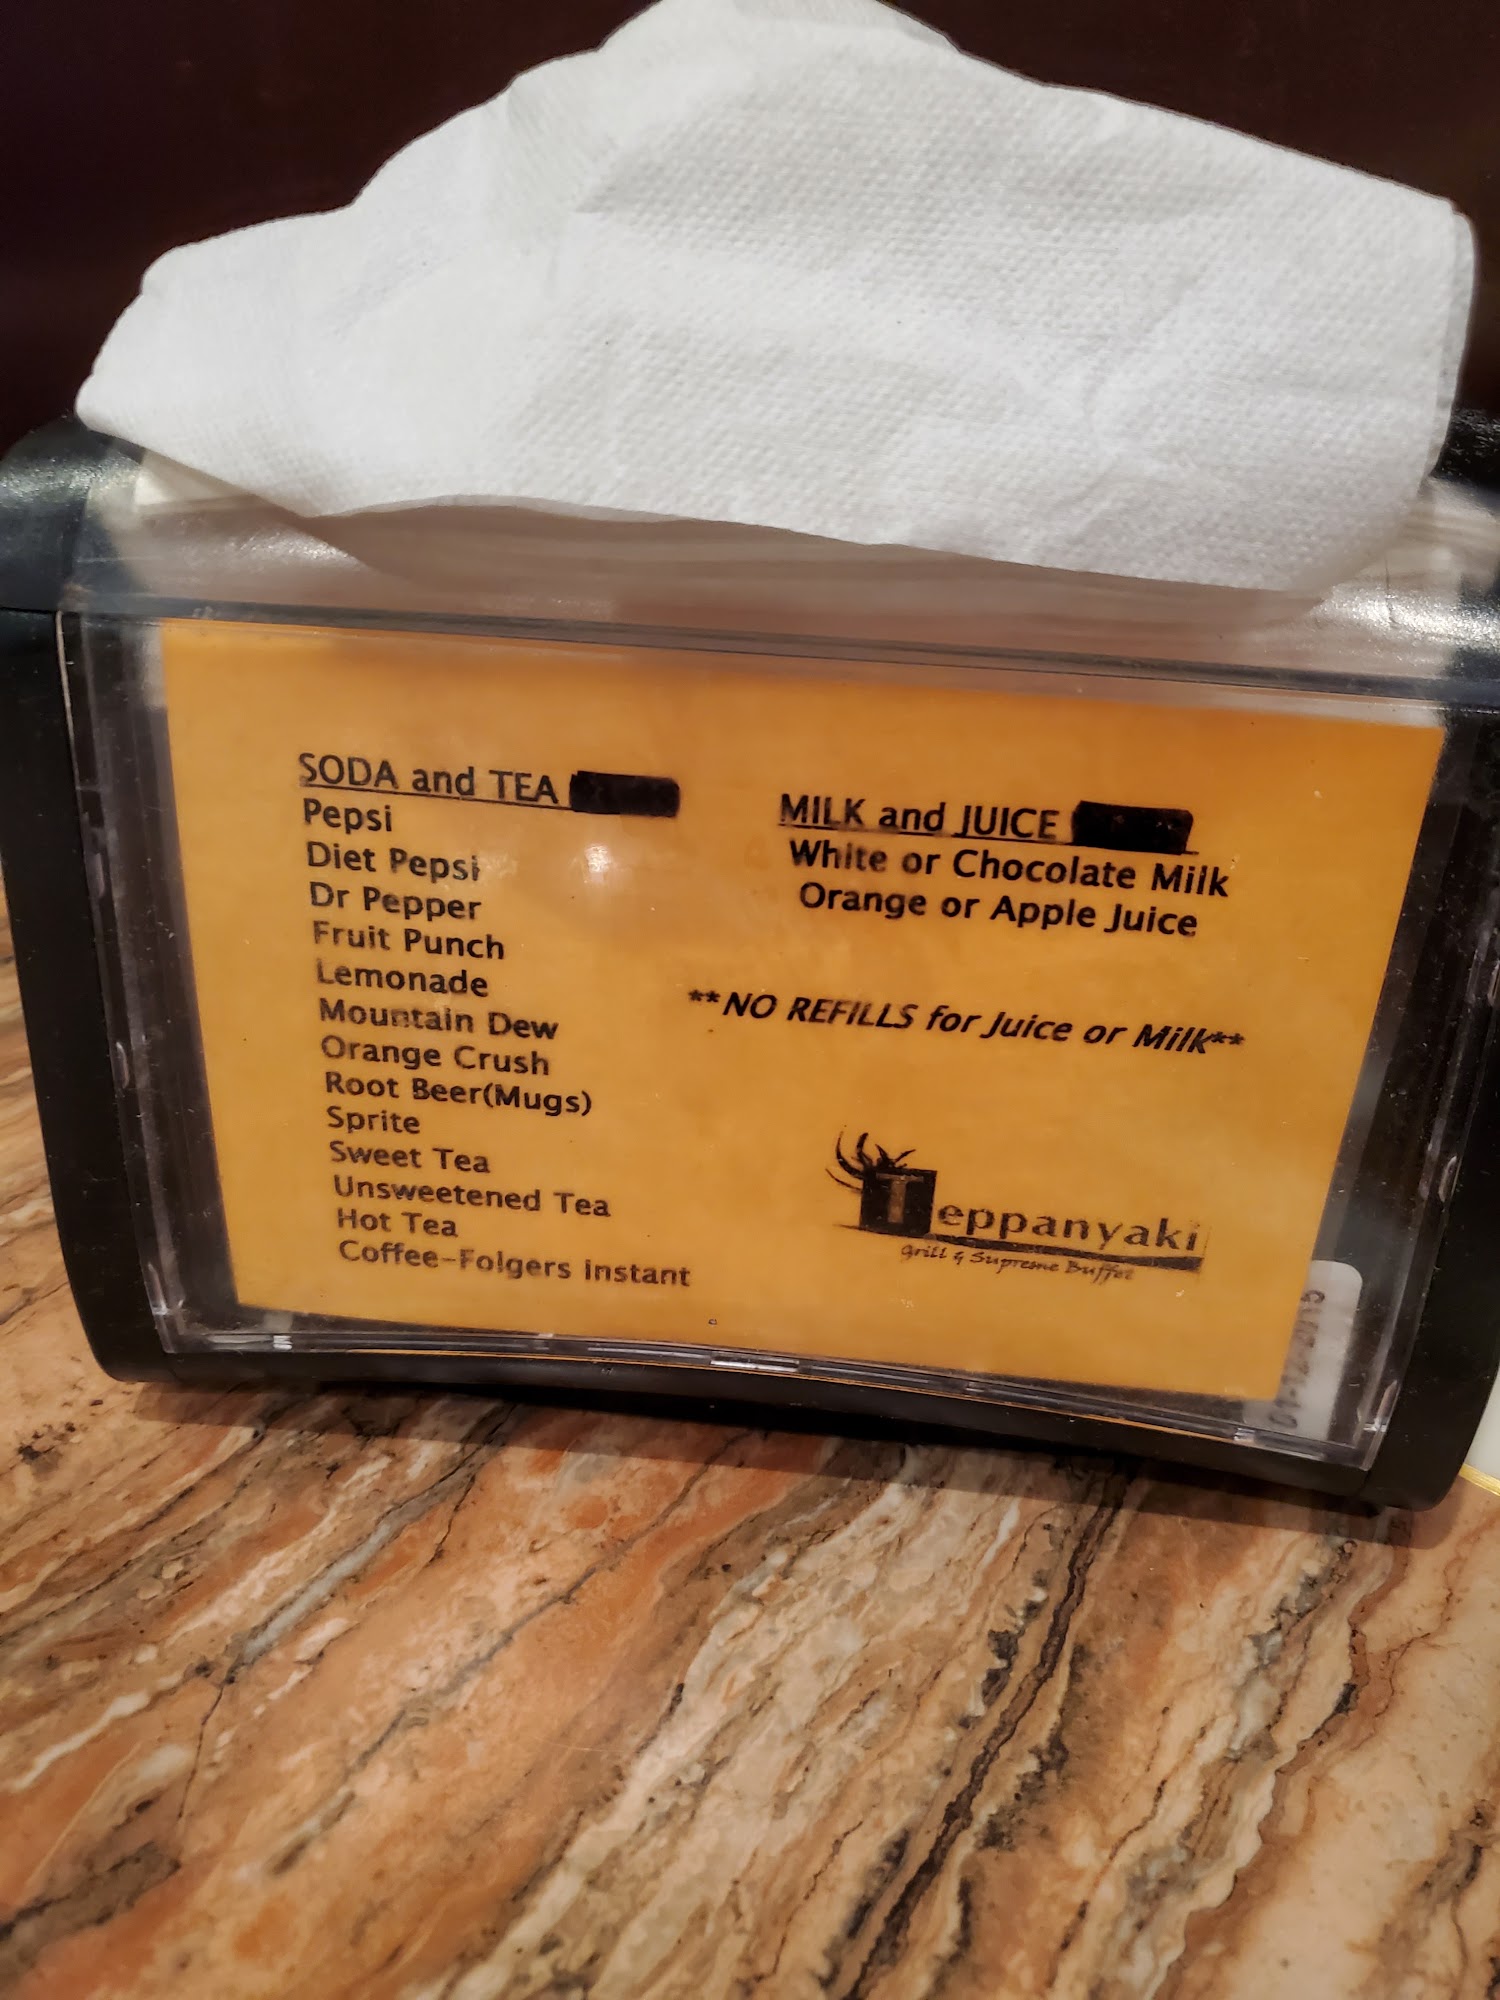 SODA and TEA
Pepsi
Diet Pepsi
Dr Pepper
Fruit Punch
Lemonade
Mountain Dew
Orange Crush
Root Beer(Mugs)
Sprite
Sweet Tea
Unsweetened Tea
Hot Tea
Coffee-Folgers instant
MILK and JUICE
White or Chocolate Milk
Orange or Apple Juice
**NO REFILLS for Juice or Milk**
Teppanyaki
Grill & Supreme Buffet